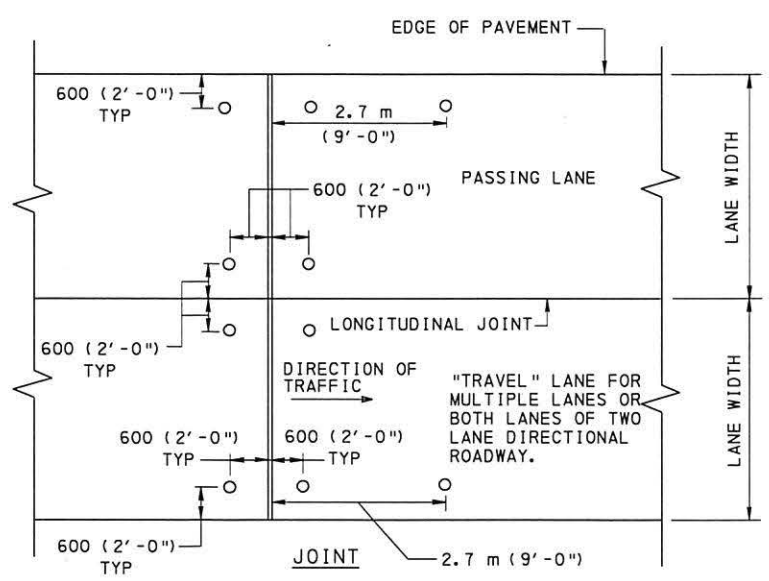 EDGE OF PAVEMENT
600 (2'-0")
TYP
2.7 m
(9'-0")
PASSING LANE
LANE WIDTH
600 (2'-0")
TYP
LONGITUDINAL JOINT
600 (2'-0")
TYP
DIRECTION OF
TRAFFIC
"TRAVEL" LANE FOR
MULTIPLE LANES OR
BOTH LANES OF TWO
LANE DIRECTIONAL
ROADWAY.
LANE WIDTH
600 (2'-0")
TYP
600 (2'-0")
TYP
600 (2'-0")
TYP
JOINT
2.7 m (9'-0")